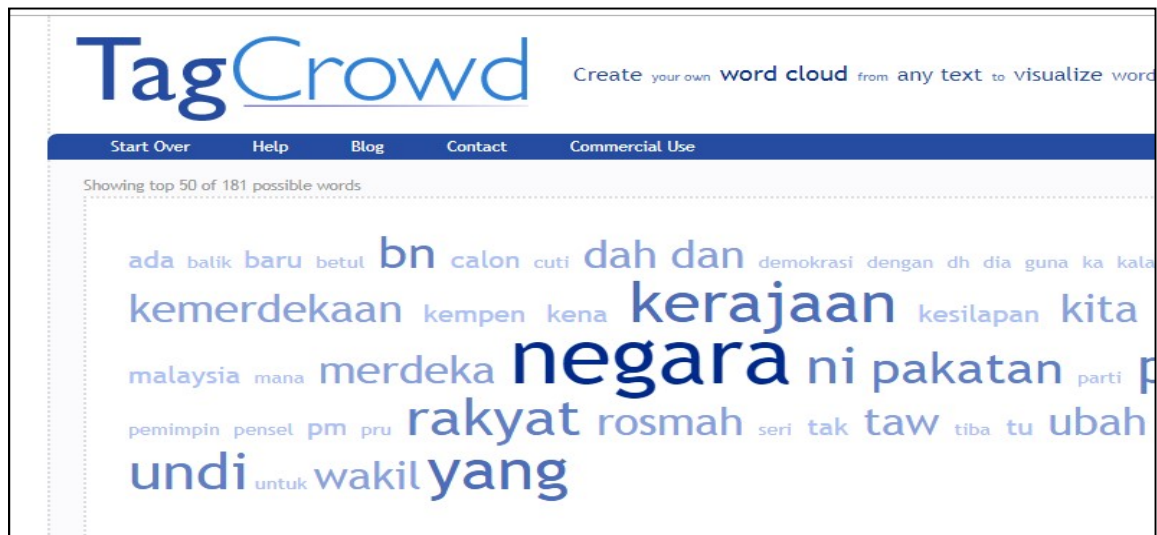 TagCrowd
Create your own word cloud from any text to visualize word
Start Over Help Blog Contact Commercial Use
Showing top 50 of 181 possible words
ada balik baru betul bn calon cuti dah dan demokrasi dengan dh dia guna ka kala
kemerdekaan kempen kena kerajaan kesilapan kita
malaysia mana merdeka negara ni pakatan parti p
pemimpin pensel pm pru rakyat rosmah seri tak taw tiba tu ubah
undi untuk wakil yang